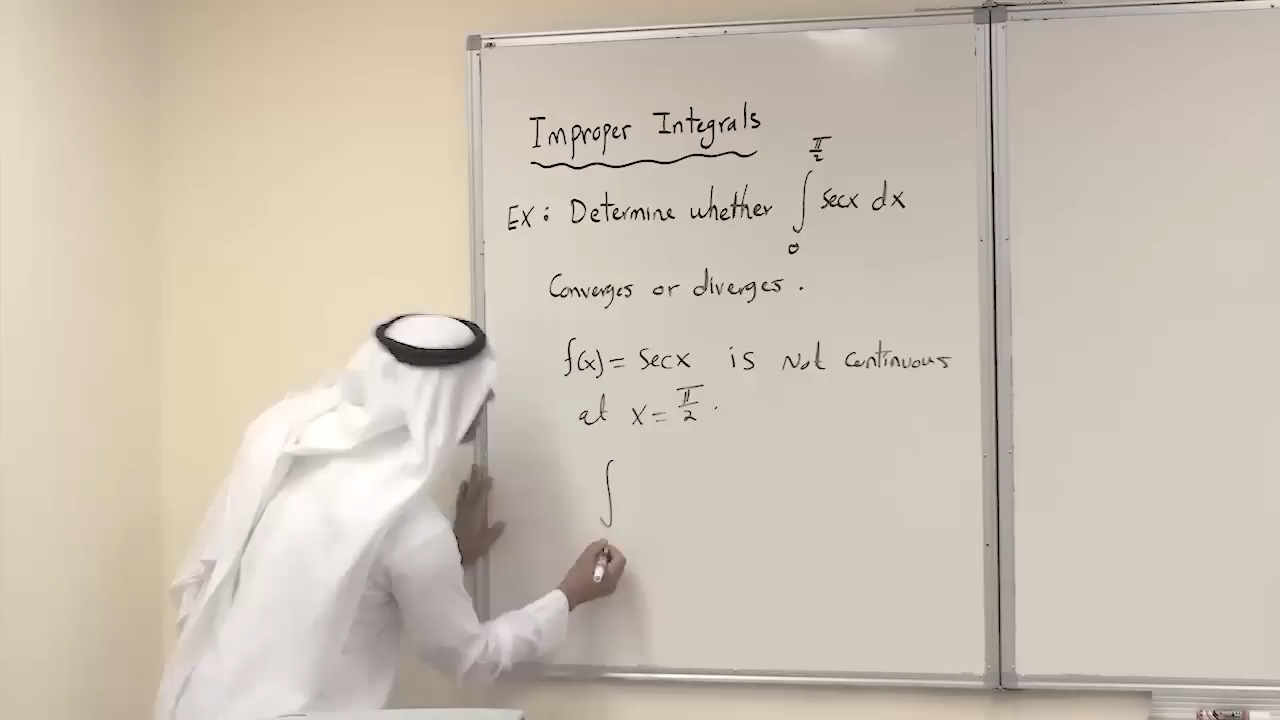 Improper Integrals
EX: Determine whether ∫₀^(π/2) secx dx
Converges or diverges.
f(x) = secx is Not continuous
at x = π/2.
∫